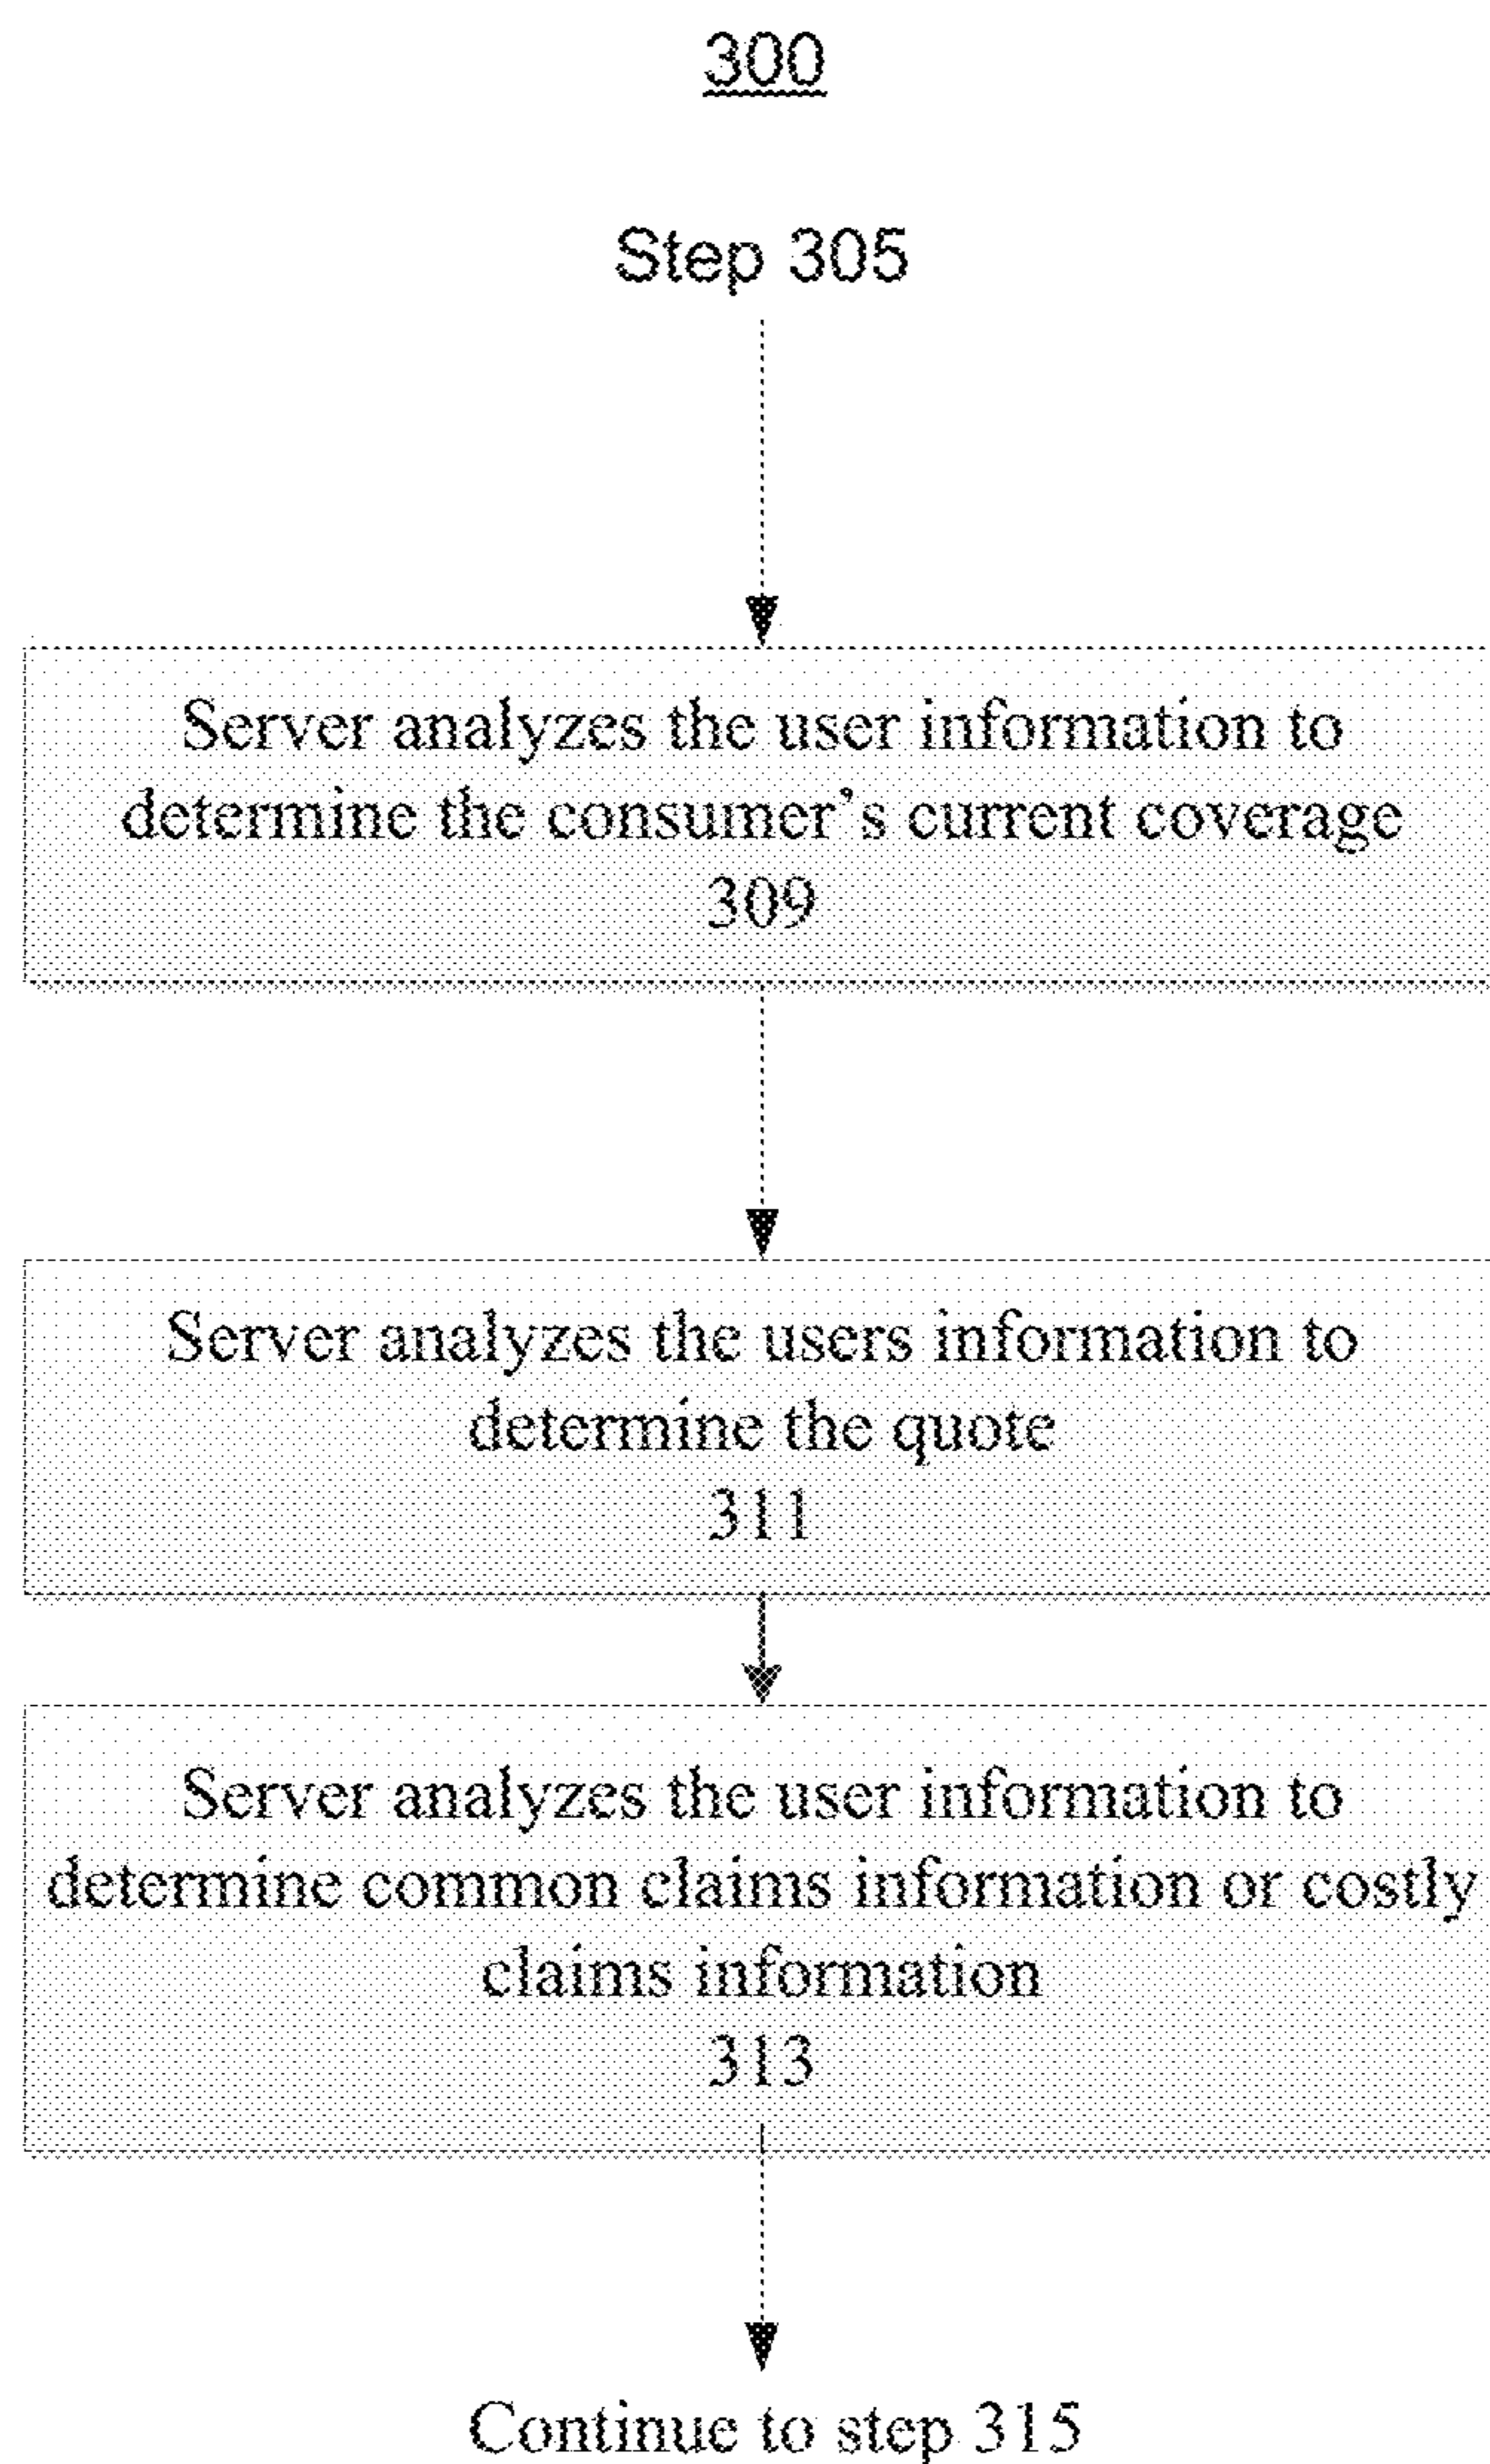 300
Step 305
Server analyzes the user information to
determine the consumer's current coverage
309
Server analyzes the users information to
determine the quote
311
Server analyzes the user information to
determine common claims information or costly
claims information
313
Continue to step 315